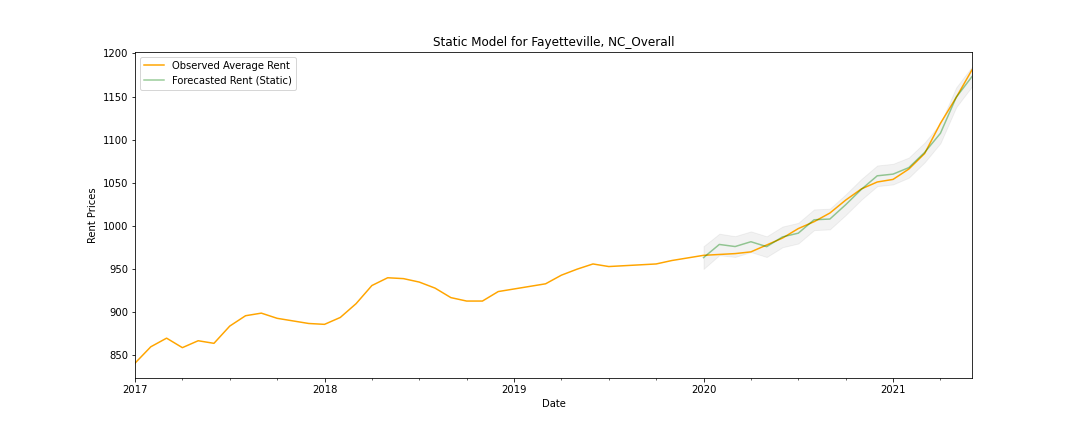 Static Model for Fayetteville, NC_Overall
Observed Average Rent
Forecasted Rent (Static)
Rent Prices
1200
1150
1100
1050
1000
950
900
850
2017
2018
2019
2020
2021
Date